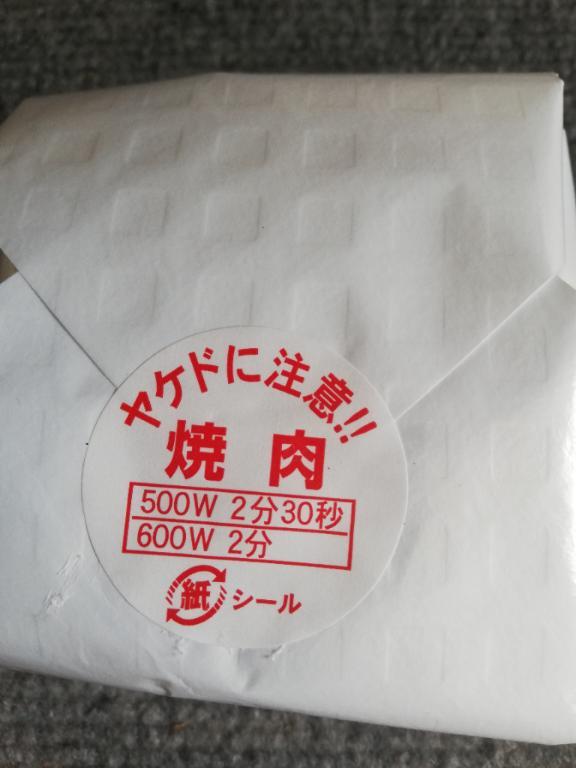 ヤケドに注意!!
焼肉
500W 2分30秒
600W 2分
紙 シール